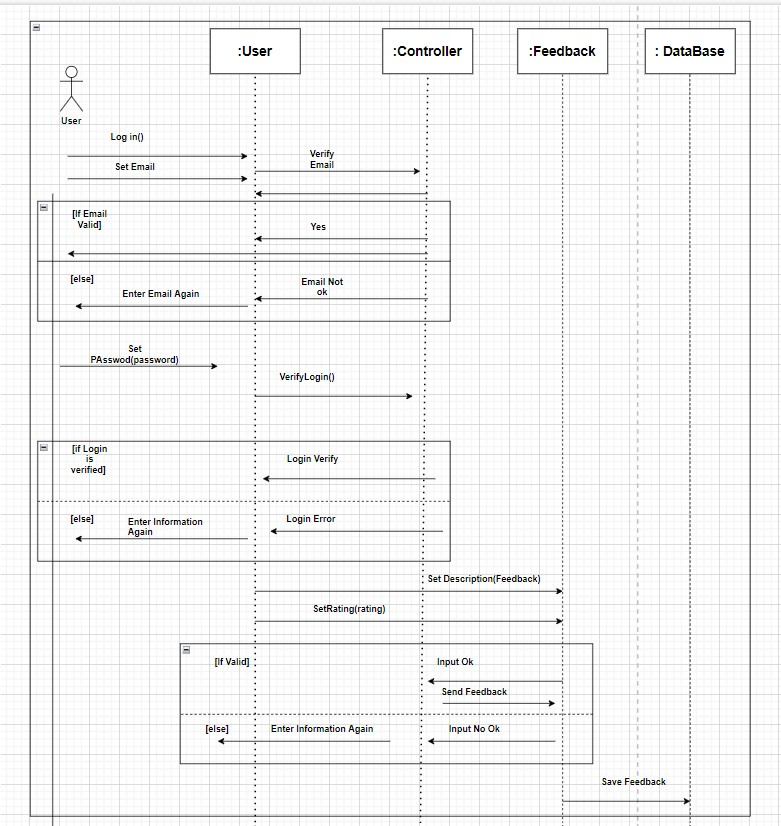 :User
:Controller
:Feedback
: DataBase
User
Log in()
Set Email
Verify
Email
[If Email
Valid]
Yes
[else]
Enter Email Again
Email Not
ok
Set
PAsswod(password)
VerifyLogin()
[if Login
is
verified]
Login Verify
[else]
Enter Information
Again
Login Error
Set Description(Feedback)
SetRating(rating)
[If Valid]
Input Ok
Send Feedback
[else]
Enter Information Again
Input No Ok
Save Feedback